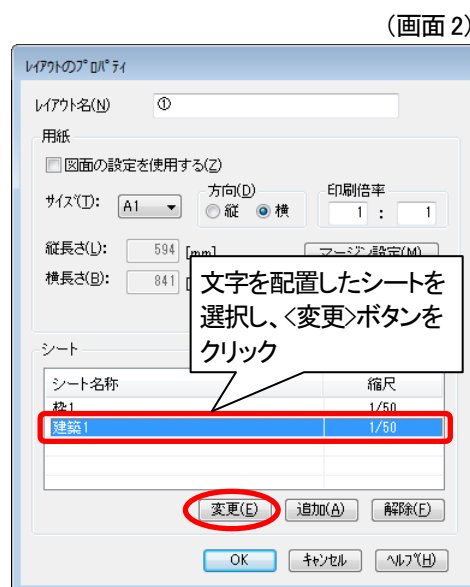 (画面 2)
レイアウトのプロパティ
レイアウト名(N) ①
用紙
図面の設定を使用する(Z)
サイズ(T): A1 方向(D) 縦 横 印刷倍率 1 : 1
縦長さ(L): 594 [mm] マージン設定(M)
横長さ(B): 841
文字を配置したシートを
選択し、<変更>ボタンを
クリック
シート
シート名称 縮尺
枠1 1/50
建築1 1/50
変更(E) 追加(A) 解除(F)
OK キャンセル ヘルプ(H)